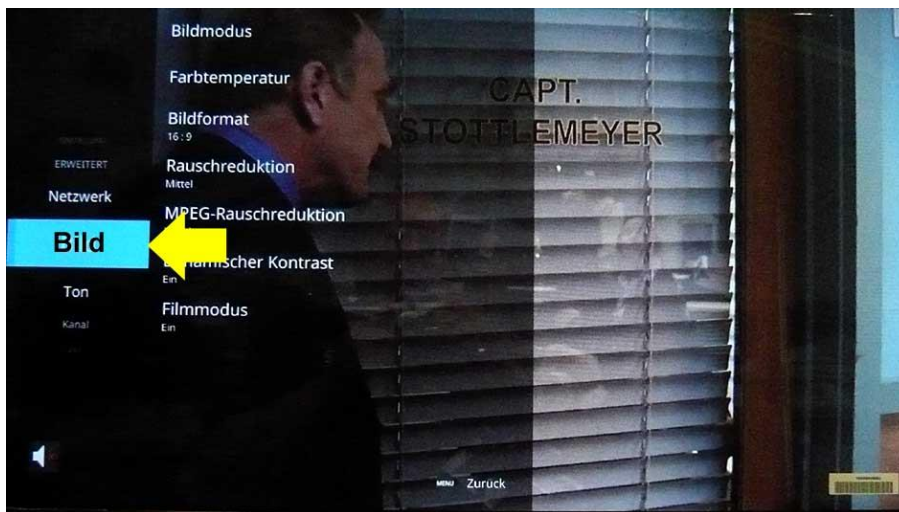 Bildmodus
Farbtemperatur
Bildformat
16 : 9
Rauschreduktion
Mittel
MPEG-Rauschreduktion
Kontrast
Ein
Filmmodus
Ein
ERWEITERT
Netzwerk
Bild
Ton
Kanal
CAPT.
STOTTLEMEYER
MENU Zurück